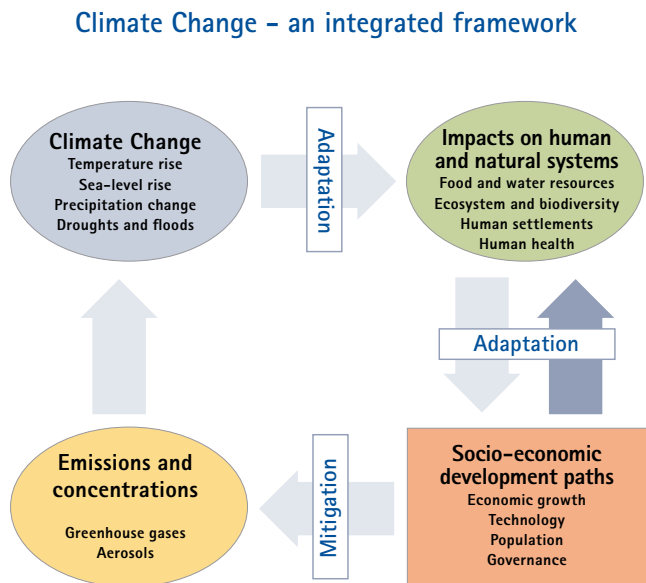 Climate Change - an integrated framework
Climate Change
Temperature rise
Sea-level rise
Precipitation change
Droughts and floods
Adaptation
Impacts on human
and natural systems
Food and water resources
Ecosystem and biodiversity
Human settlements
Human health
Adaptation
Emissions and
concentrations
Greenhouse gases
Aerosols
Mitigation
Socio-economic
development paths
Economic growth
Technology
Population
Governance